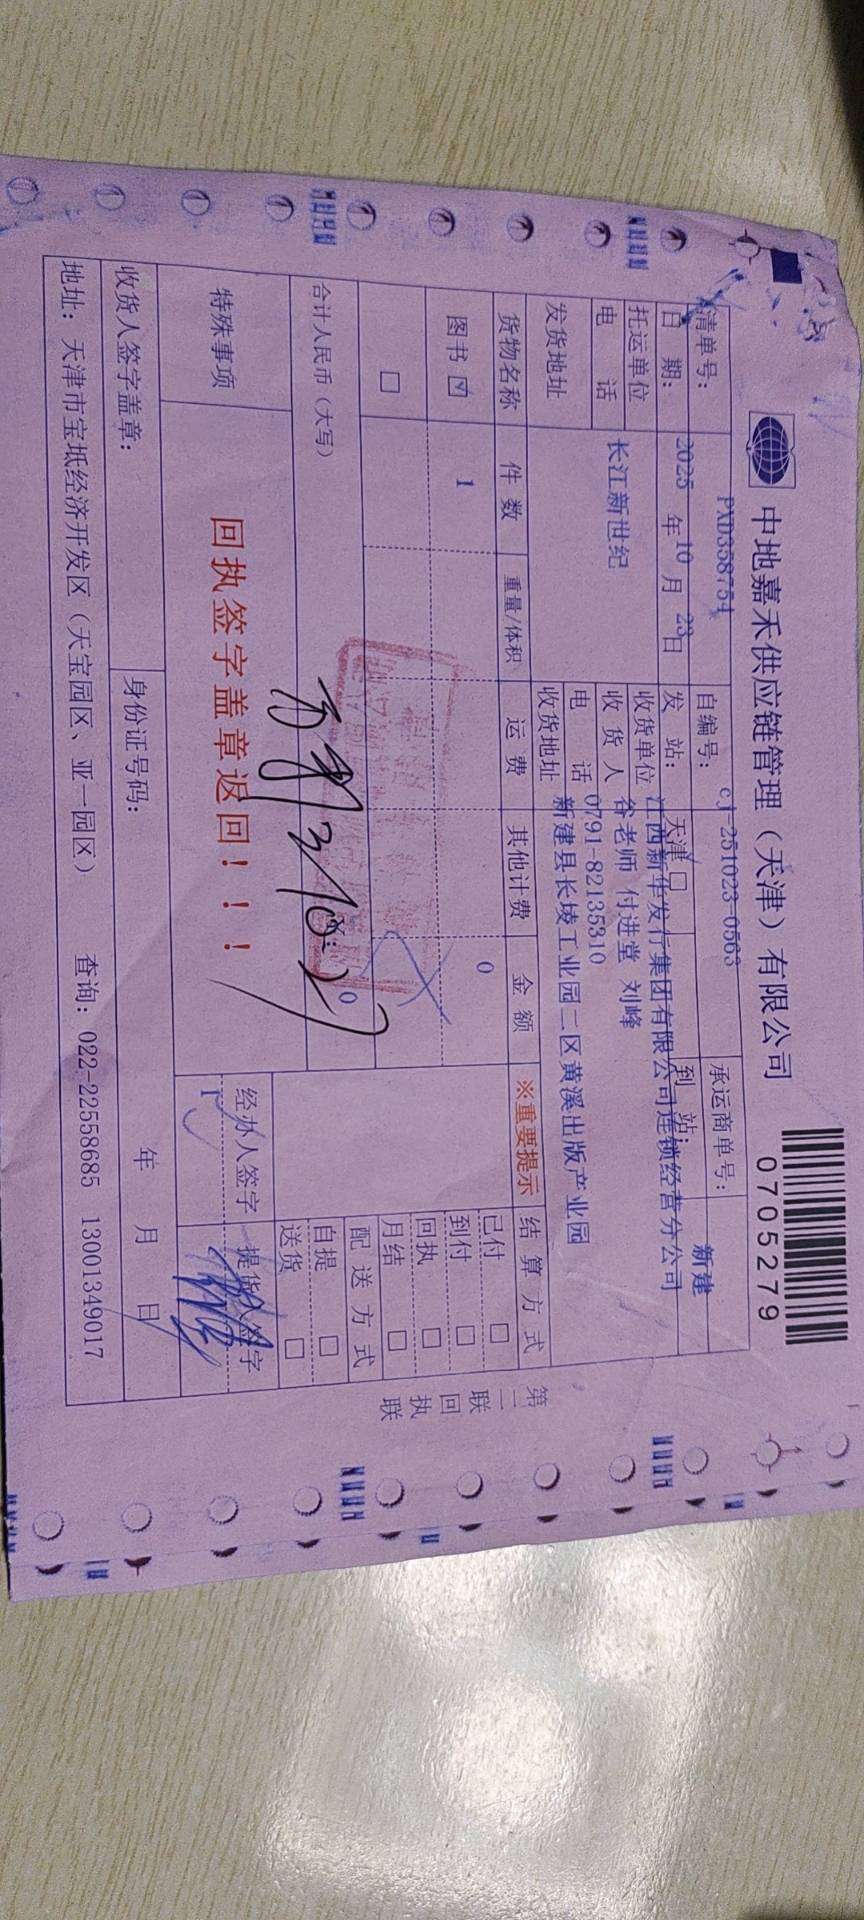 中地嘉禾供应链管理（天津）有限公司
0705279
清单号： PXD358754 自编号： cj-251023-0563 承运商单号：
日 期： 2025 年 10 月 23 日 发 站： 天津 □ 到 站： 新建
托运单位 长江新世纪 收货单位 江西新华发行集团有限公司连锁经营分公司
电 话 收 货 人 谷老师 付进堂 刘峰
发货地址 电 话 0791-82135310
收货地址 新建县长堎工业园二区黄溪出版产业园
货物名称 件 数 重量/体积 运 费 其他计费 金 额 ※重要提示 结 算 方 式
图书 ☑ 1 0 已付 □
到付 □
□ 回执 □
月结 □
合计人民币（大写） ¥: 0 配 送 方 式
自提 □
送货 □
特殊事项 回执签字盖章返回！！！ 经办人签字 提货人签字
收货人签字盖章： 身份证号码： 年 月 日
地址：天津市宝坻经济开发区（天宝园区、亚一园区） 查询：022-22558685 13001349017
第二联 回执联